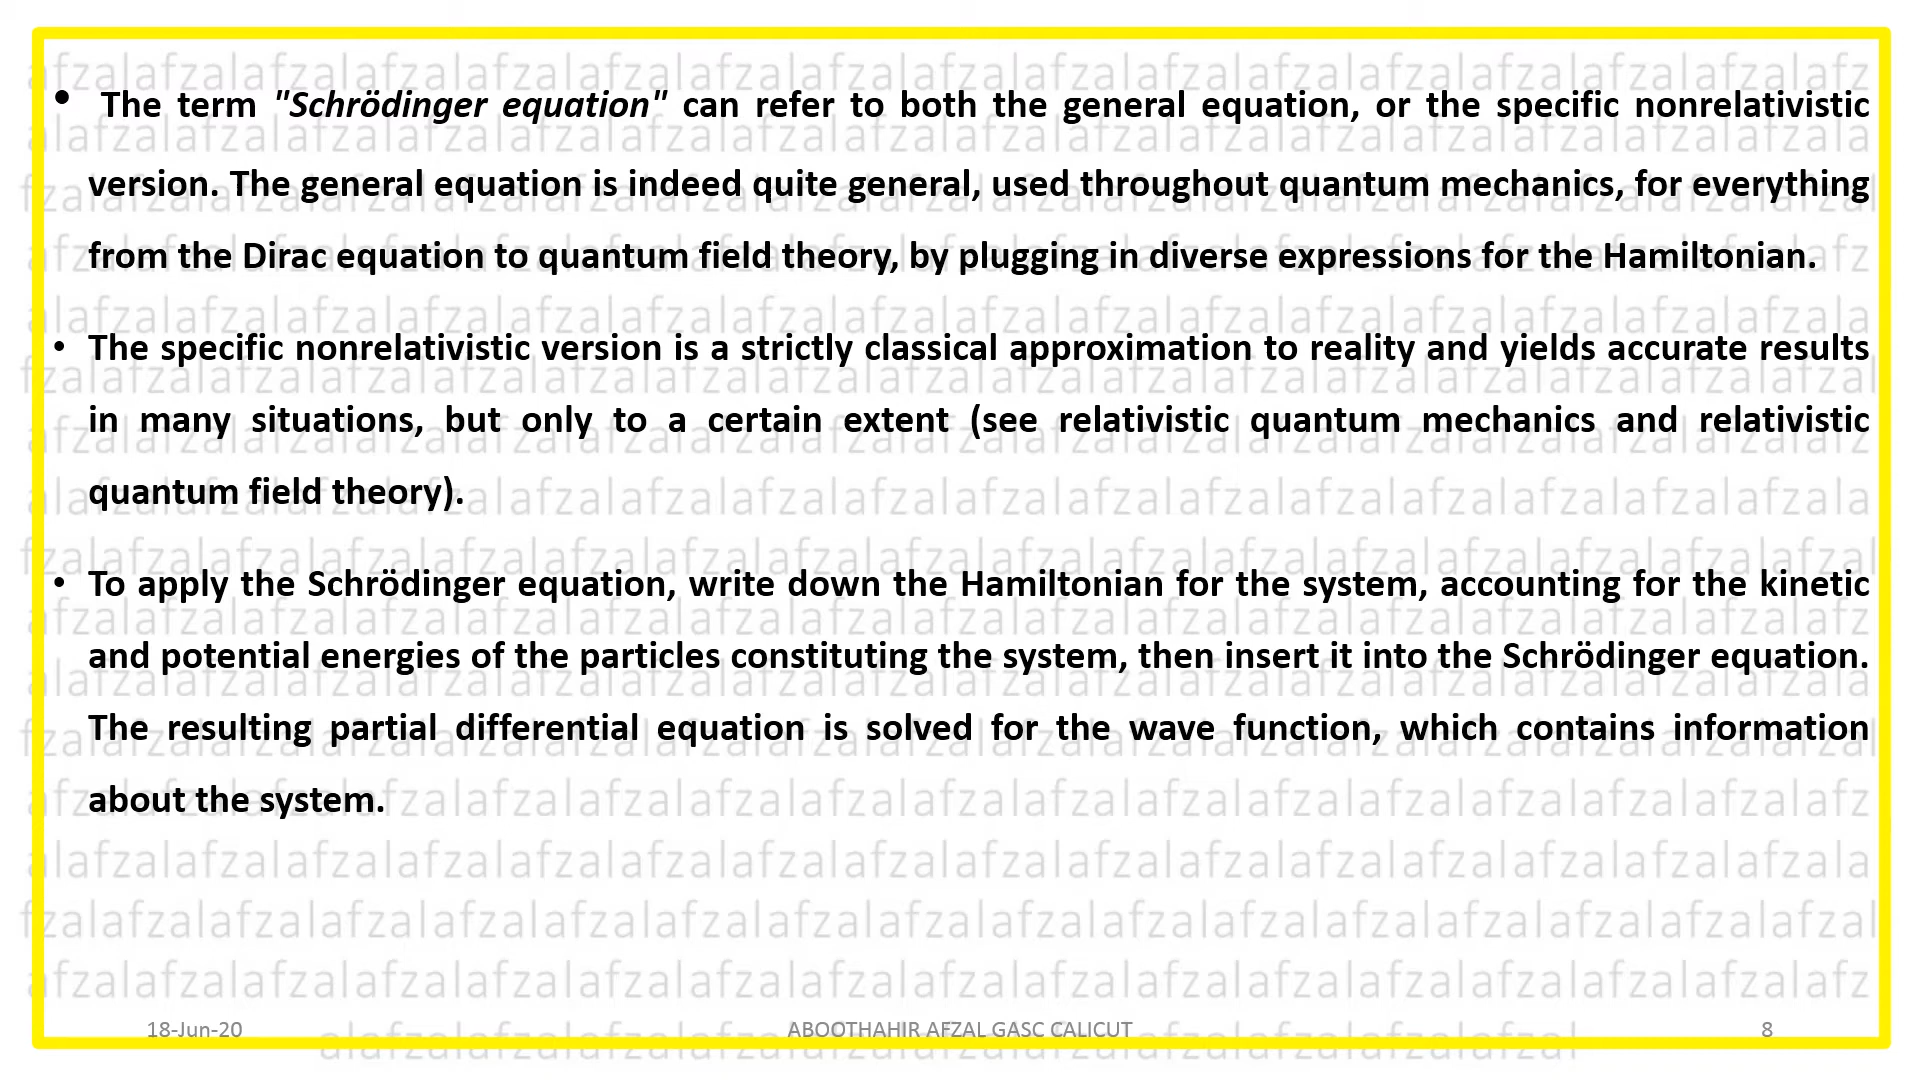 • The term "Schrödinger equation" can refer to both the general equation, or the specific nonrelativistic
version. The general equation is indeed quite general, used throughout quantum mechanics, for everything
from the Dirac equation to quantum field theory, by plugging in diverse expressions for the Hamiltonian.
• The specific nonrelativistic version is a strictly classical approximation to reality and yields accurate results
in many situations, but only to a certain extent (see relativistic quantum mechanics and relativistic
quantum field theory).
• To apply the Schrödinger equation, write down the Hamiltonian for the system, accounting for the kinetic
and potential energies of the particles constituting the system, then insert it into the Schrödinger equation.
The resulting partial differential equation is solved for the wave function, which contains information
about the system.
18-Jun-20 ABOOTHAHIR AFZAL GASC CALICUT 8